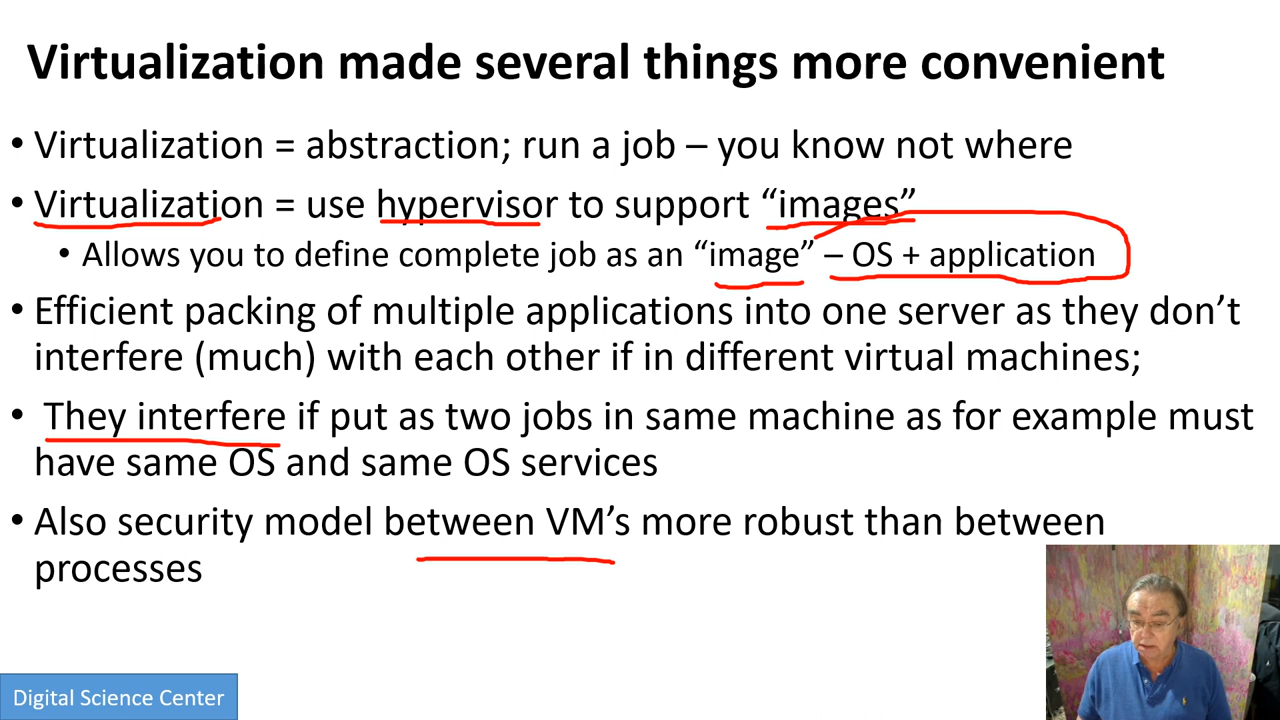 Virtualization made several things more convenient
• Virtualization = abstraction; run a job – you know not where
• Virtualization = use hypervisor to support “images”
• Allows you to define complete job as an “image” – OS + application
• Efficient packing of multiple applications into one server as they don’t
interfere (much) with each other if in different virtual machines;
• They interfere if put as two jobs in same machine as for example must
have same OS and same OS services
• Also security model between VM’s more robust than between
processes
Digital Science Center